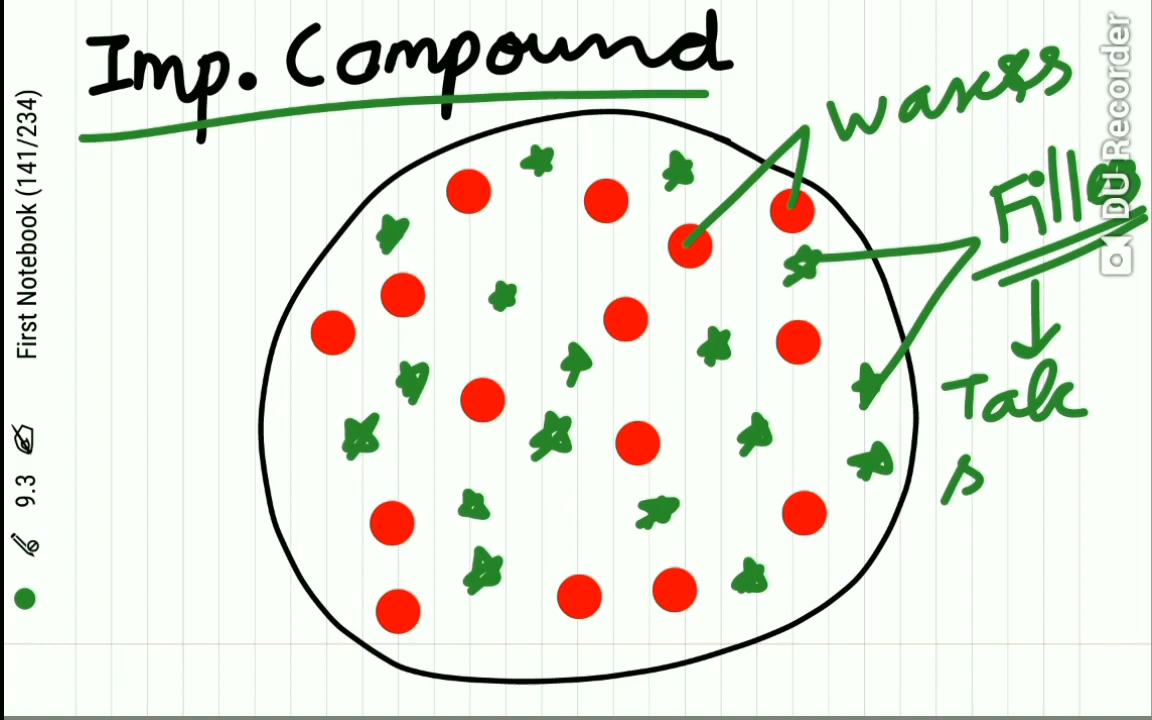 Imp. Compound
waxes
Filler
Talc
s
First Notebook (141/234)
9.3
DU Recorder